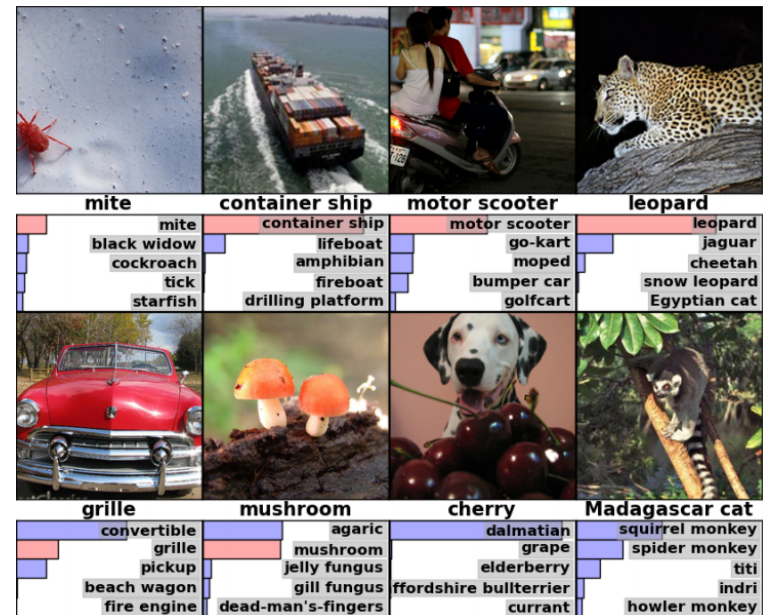 mite
container ship
motor scooter
leopard
mite
black widow
cockroach
tick
starfish
container ship
lifeboat
amphibian
fireboat
drilling platform
motor scooter
go-kart
moped
bumper car
golfcart
leopard
jaguar
cheetah
snow leopard
Egyptian cat
grille
mushroom
cherry
Madagascar cat
convertible
grille
pickup
beach wagon
fire engine
agaric
mushroom
jelly fungus
gill fungus
dead-man's-fingers
dalmatian
grape
elderberry
ffordshire bullterrier
currant
squirrel monkey
spider monkey
titi
indri
howler monkey